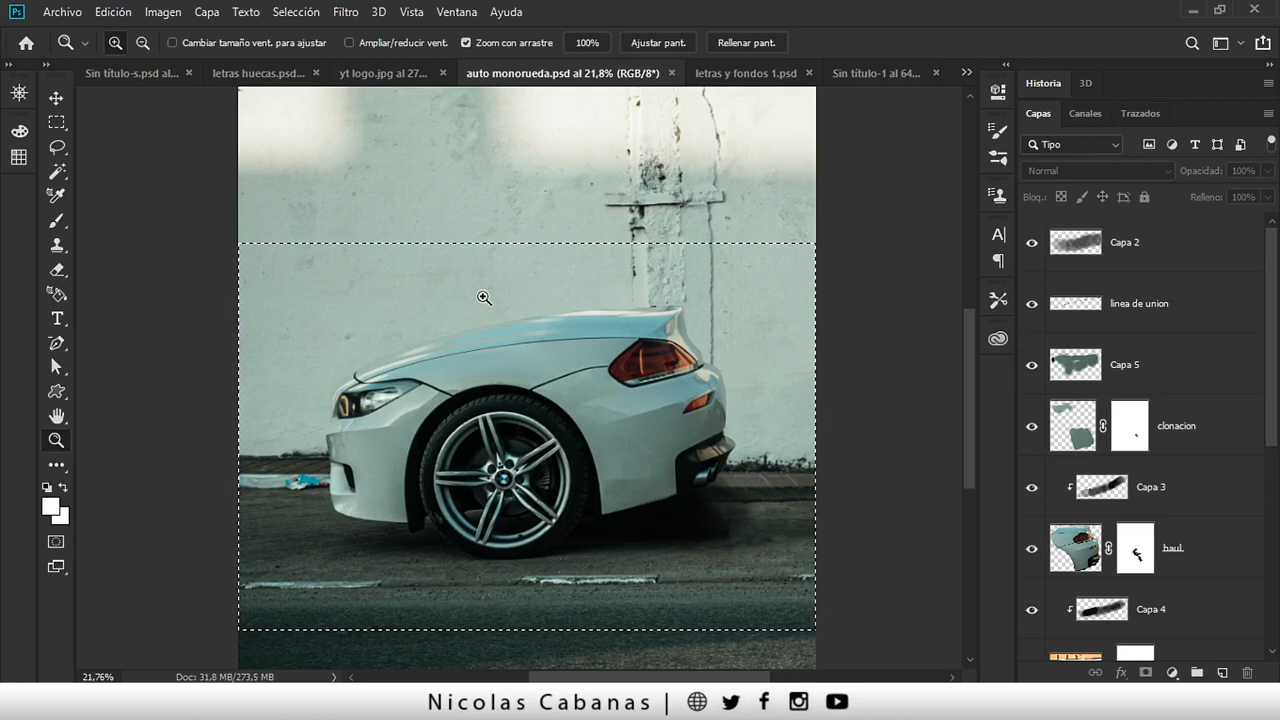 Ps Archivo Edición Imagen Capa Texto Selección Filtro 3D Vista Ventana Ayuda
Cambiar tamaño vent. para ajustar Ampliar/reducir vent. Zoom con arrastre 100% Ajustar pant. Rellenar pant.
Sin título-s.psd al... × letras huecas.psd... × yt logo.jpg al 27... × auto monorueda.psd al 21,8% (RGB/8*) × letras y fondos 1.psd × Sin título-1 al 64... ×
Historia 3D
Capas Canales Trazados
Tipo
Normal Opacidad: 100%
Bloq.: Relleno: 100%
Capa 2
linea de union
Capa 5
clonacion
Capa 3
haul
Capa 4
21,76% Doc: 31,8 MB/273,5 MB
Nicolas Cabanas |